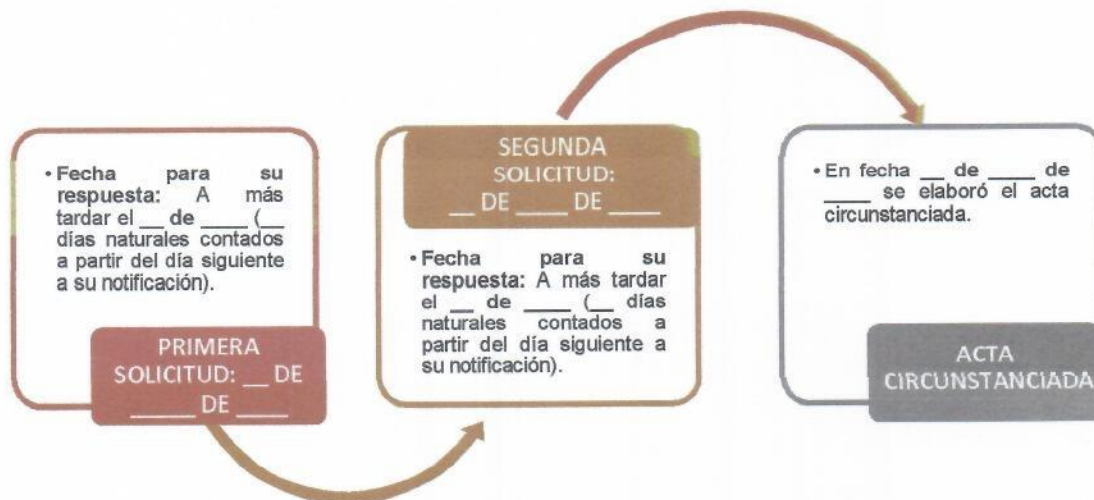 • Fecha para su
respuesta: A más
tardar el __ de ____ (__
días naturales contados
a partir del día siguiente
a su notificación).
PRIMERA
SOLICITUD: __ DE
_____ DE ____
SEGUNDA
SOLICITUD:
__ DE ____ DE ____
• Fecha para su
respuesta: A más tardar
el __ de ____ (__ días
naturales contados a
partir del día siguiente a
su notificación).
• En fecha __ de ____ de
____ se elaboró el acta
circunstanciada.
ACTA
CIRCUNSTANCIADA